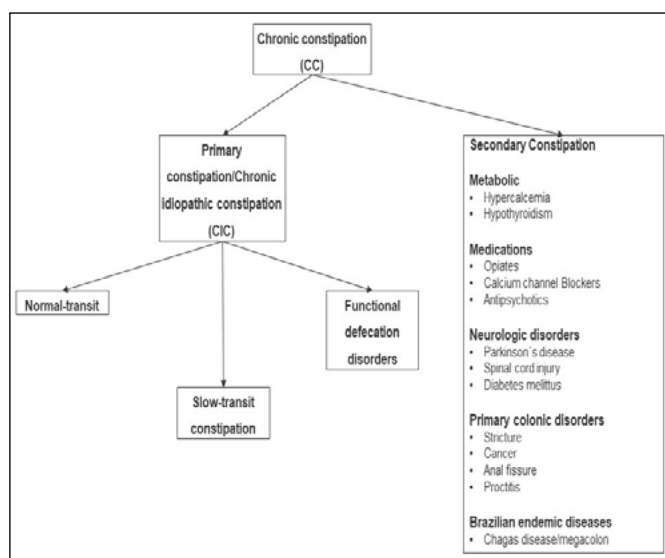 Chronic constipation
(CC)
Primary
constipation/Chronic
idiopathic constipation
(CIC)
Normal-transit
Slow-transit
constipation
Functional
defecation
disorders
Secondary Constipation
Metabolic
• Hypercalcemia
• Hypothyroidism
Medications
• Opiates
• Calcium channel Blockers
• Antipsychotics
Neurologic disorders
• Parkinson´s disease
• Spinal cord injury
• Diabetes melittus
Primary colonic disorders
• Stricture
• Cancer
• Anal fissure
• Proctitis
Brazilian endemic diseases
• Chagas disease/megacolon